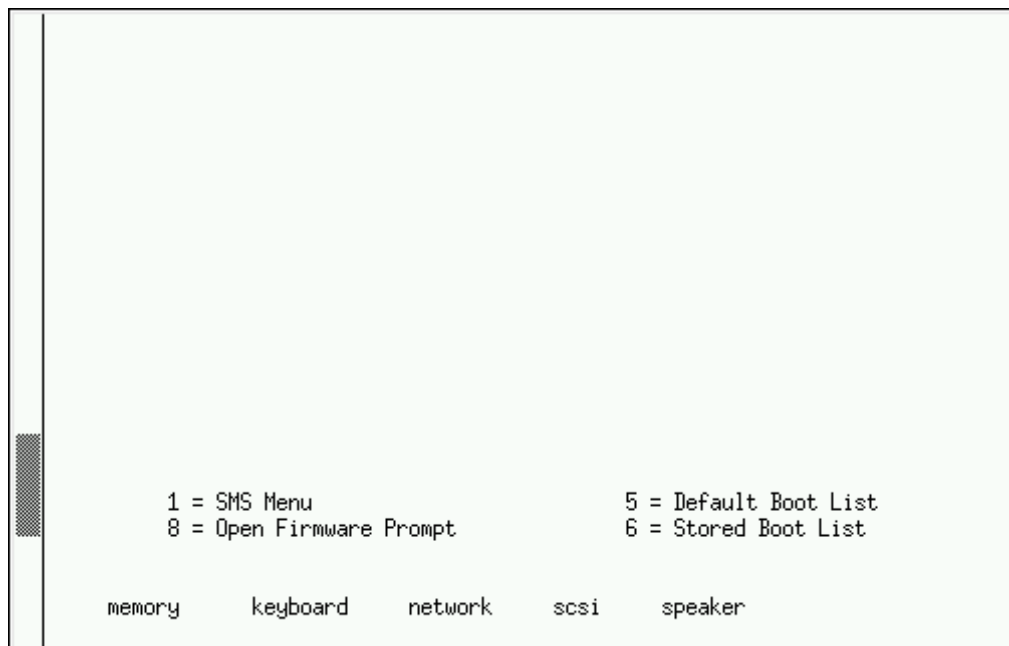 1 = SMS Menu 5 = Default Boot List
8 = Open Firmware Prompt 6 = Stored Boot List
memory keyboard network scsi speaker